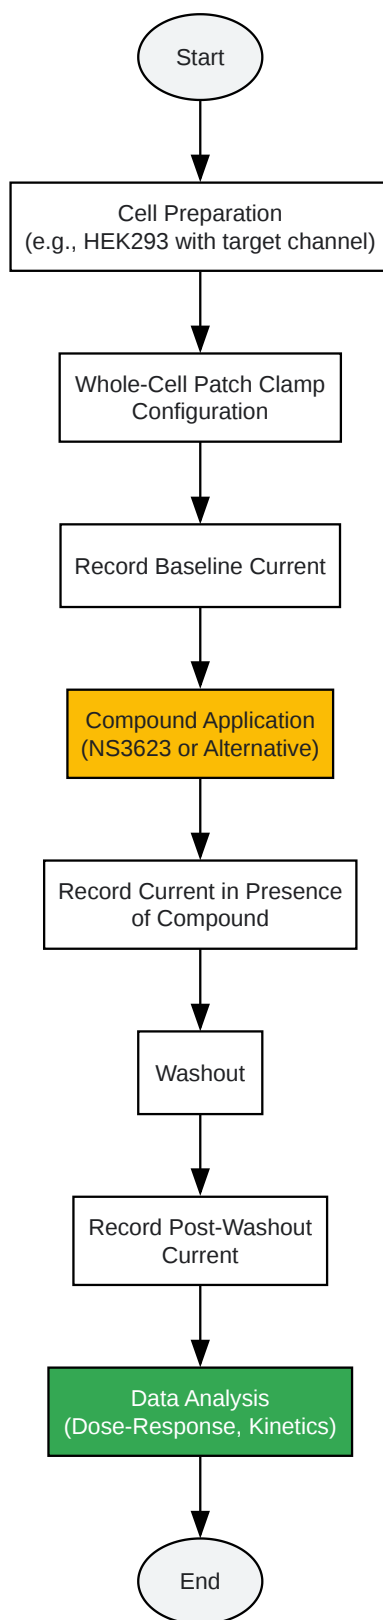 Start
Cell Preparation
(e.g., HEK293 with target channel)
Whole-Cell Patch Clamp
Configuration
Record Baseline Current
Compound Application
(NS3623 or Alternative)
Record Current in Presence
of Compound
Washout
Record Post-Washout
Current
Data Analysis
(Dose-Response, Kinetics)
End